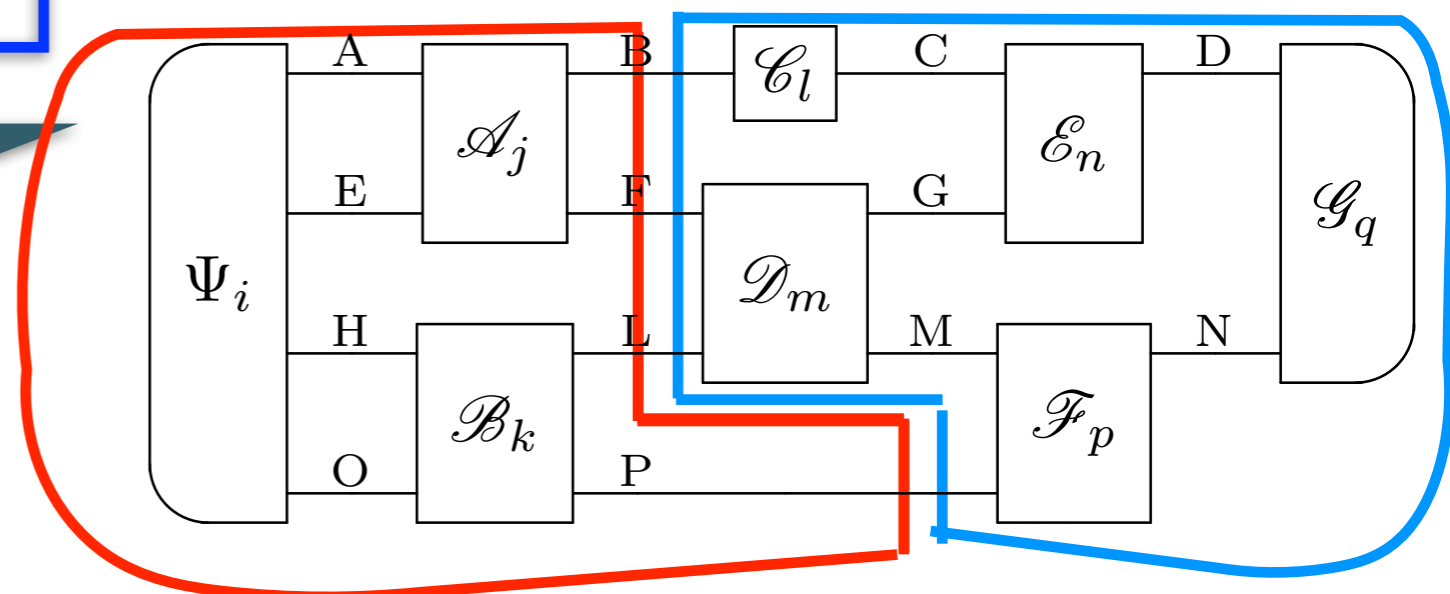 A B C D
𝒞_l
𝒜_j ℰ_n
E F G
𝒢_q
Ψ_i 𝒟_m
H L M N
ℬ_k ℱ_p
O P